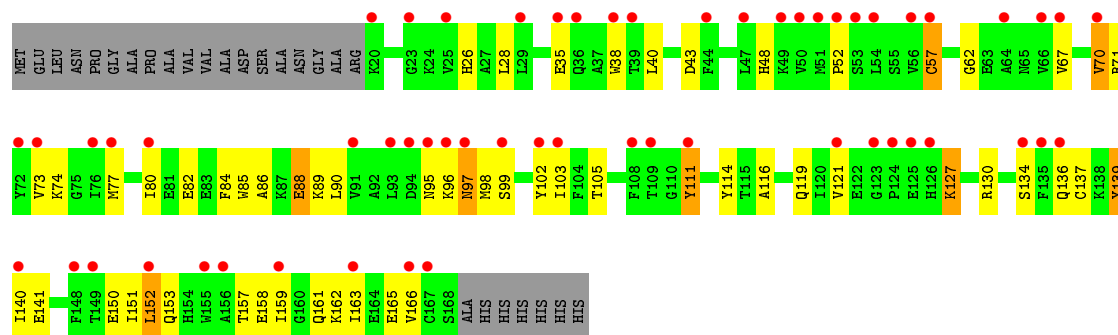 MET GLU LEU ASN PRO GLY ALA ALA PRO ALA VAL VAL ALA ASP SER ALA ASN GLY ALA ARG K20 G23 K24 V25 H26 A27 L28 L29 E35 Q36 A37 W38 T39 L40 D43 F44 L47 H48 K49 V50 M51 P52 S53 L54 S55 V56 C57 G62 E63 A64 N65 V66 V67 V70
Y72 V73 K74 G75 I76 M77 I80 E81 E82 E83 F84 W85 A86 K87 E88 K89 L90 V91 A92 L93 D94 N95 K96 N97 M98 S99 Y102 I103 F104 T105 F108 T109 G110 Y111 Y114 T115 A116 Q119 I120 V121 E122 G123 P124 E125 H126 K127 R130 S134 F135 Q136 C137 K138
I140 E141 F148 T149 E150 I151 L152 Q153 H154 W155 A156 T157 E158 I159 G160 Q161 K162 I163 E164 E165 V166 C167 S168 ALA HIS HIS HIS HIS HIS HIS